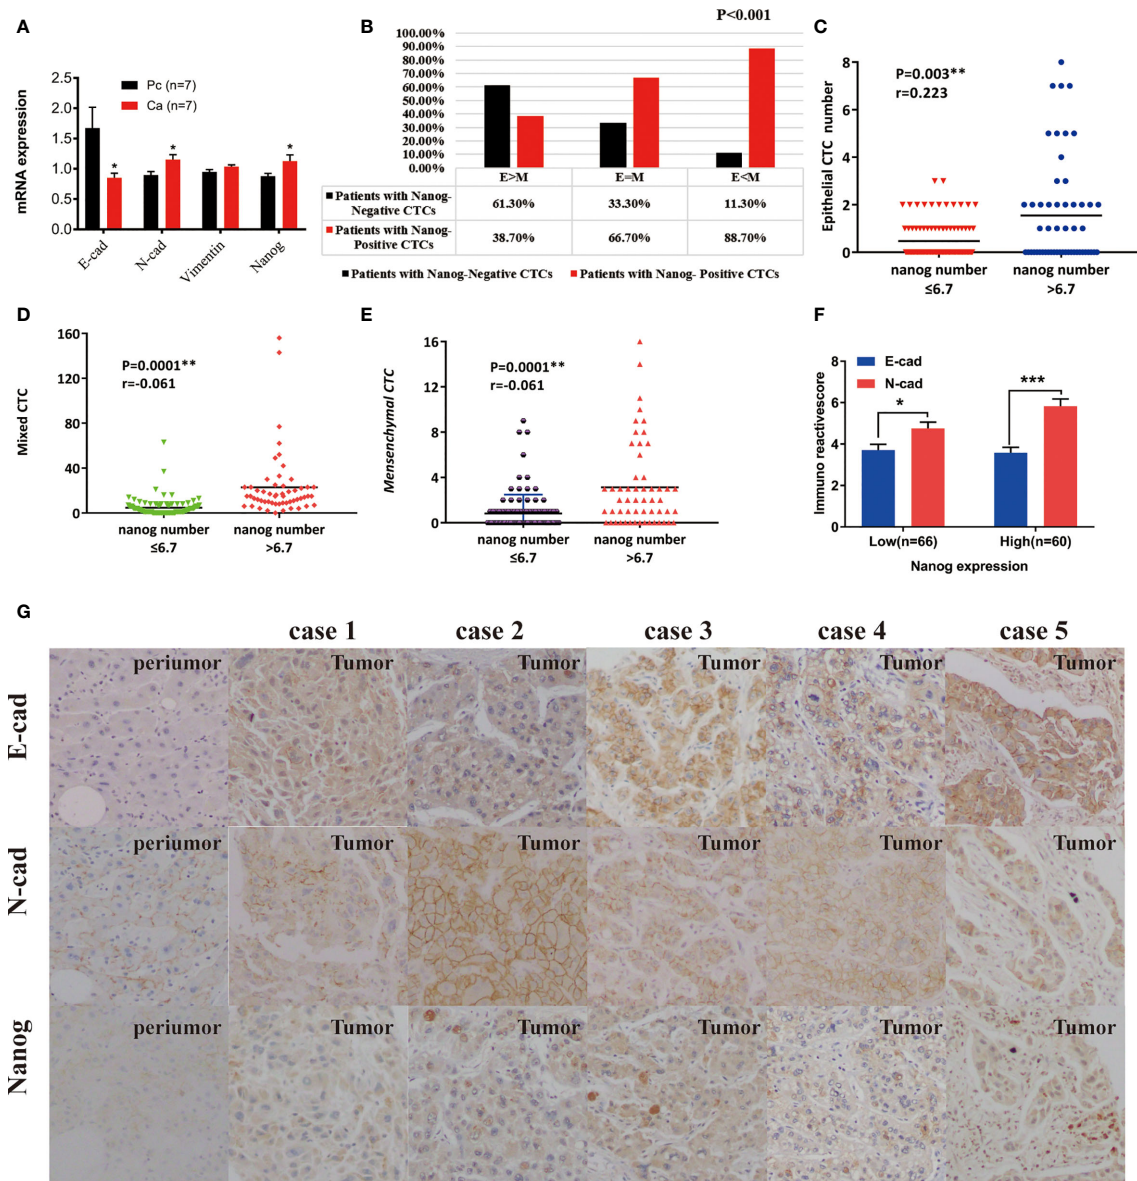 A
mRNA expression
2.5
2.0
1.5
1.0
0.5
0.0
Pc (n=7)
Ca (n=7)
*
*
*
E-cad
N-cad
Vimentin
Nanog
B
P<0.001
100.00%
90.00%
80.00%
70.00%
60.00%
50.00%
40.00%
30.00%
20.00%
10.00%
0.00%
E>M
E=M
E<M
Patients with Nanog-
Negative CTCs
61.30%
33.30%
11.30%
Patients with Nanog-
Positive CTCs
38.70%
66.70%
88.70%
Patients with Nanog-Negative CTCs
Patients with Nanog- Positive CTCs
C
Epithelial CTC number
8
6
4
2
0
P=0.003**
r=0.223
nanog number
≤6.7
nanog number
>6.7
D
Mixed CTC
160
120
80
40
0
P=0.0001**
r=-0.061
nanog number
≤6.7
nanog number
>6.7
E
Mensenchymal CTC
16
12
8
4
0
P=0.0001**
r=-0.061
nanog number
≤6.7
nanog number
>6.7
F
Immuno reactivescore
8
6
4
2
0
E-cad
N-cad
*
***
Low(n=66)
High(n=60)
Nanog expression
G
case 1
case 2
case 3
case 4
case 5
E-cad
periumor
Tumor
Tumor
Tumor
Tumor
Tumor
N-cad
periumor
Tumor
Tumor
Tumor
Tumor
Tumor
Nanog
periumor
Tumor
Tumor
Tumor
Tumor
Tumor